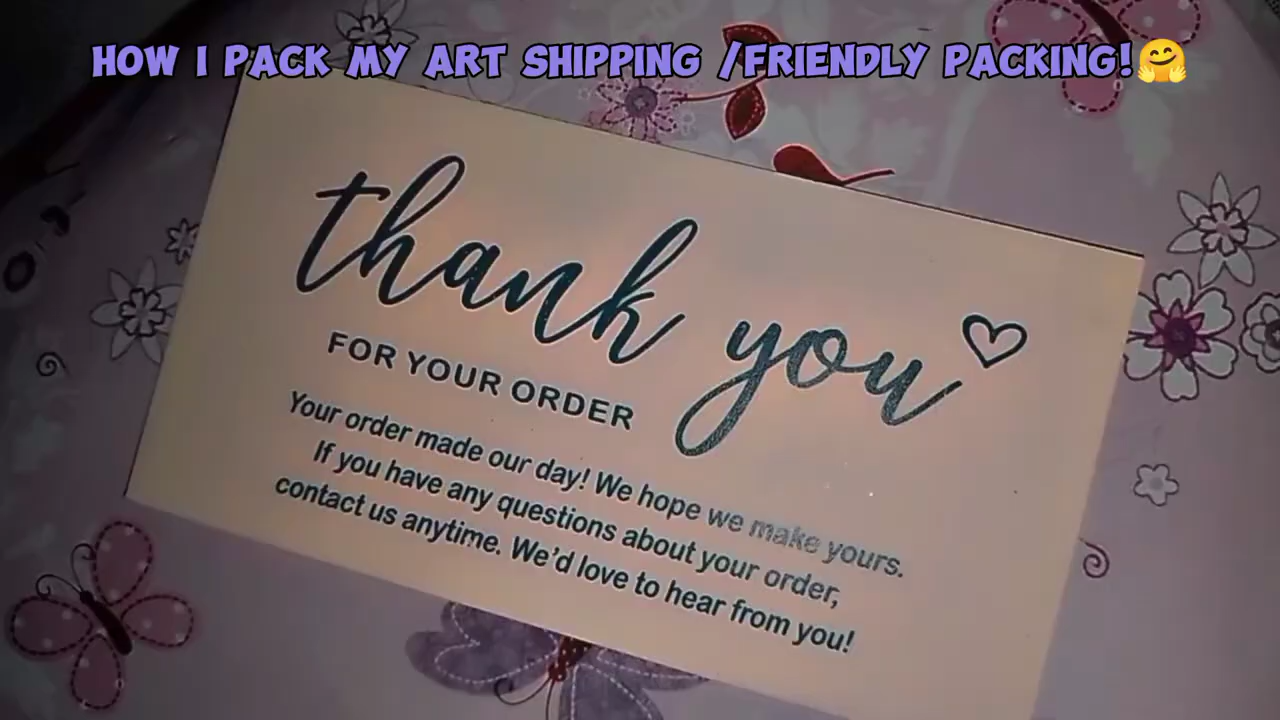 HOW I PACK MY ART SHIPPING /FRIENDLY PACKING!🤗
thank you
FOR YOUR ORDER
Your order made our day! We hope we make yours.
If you have any questions about your order,
contact us anytime. We'd love to hear from you!